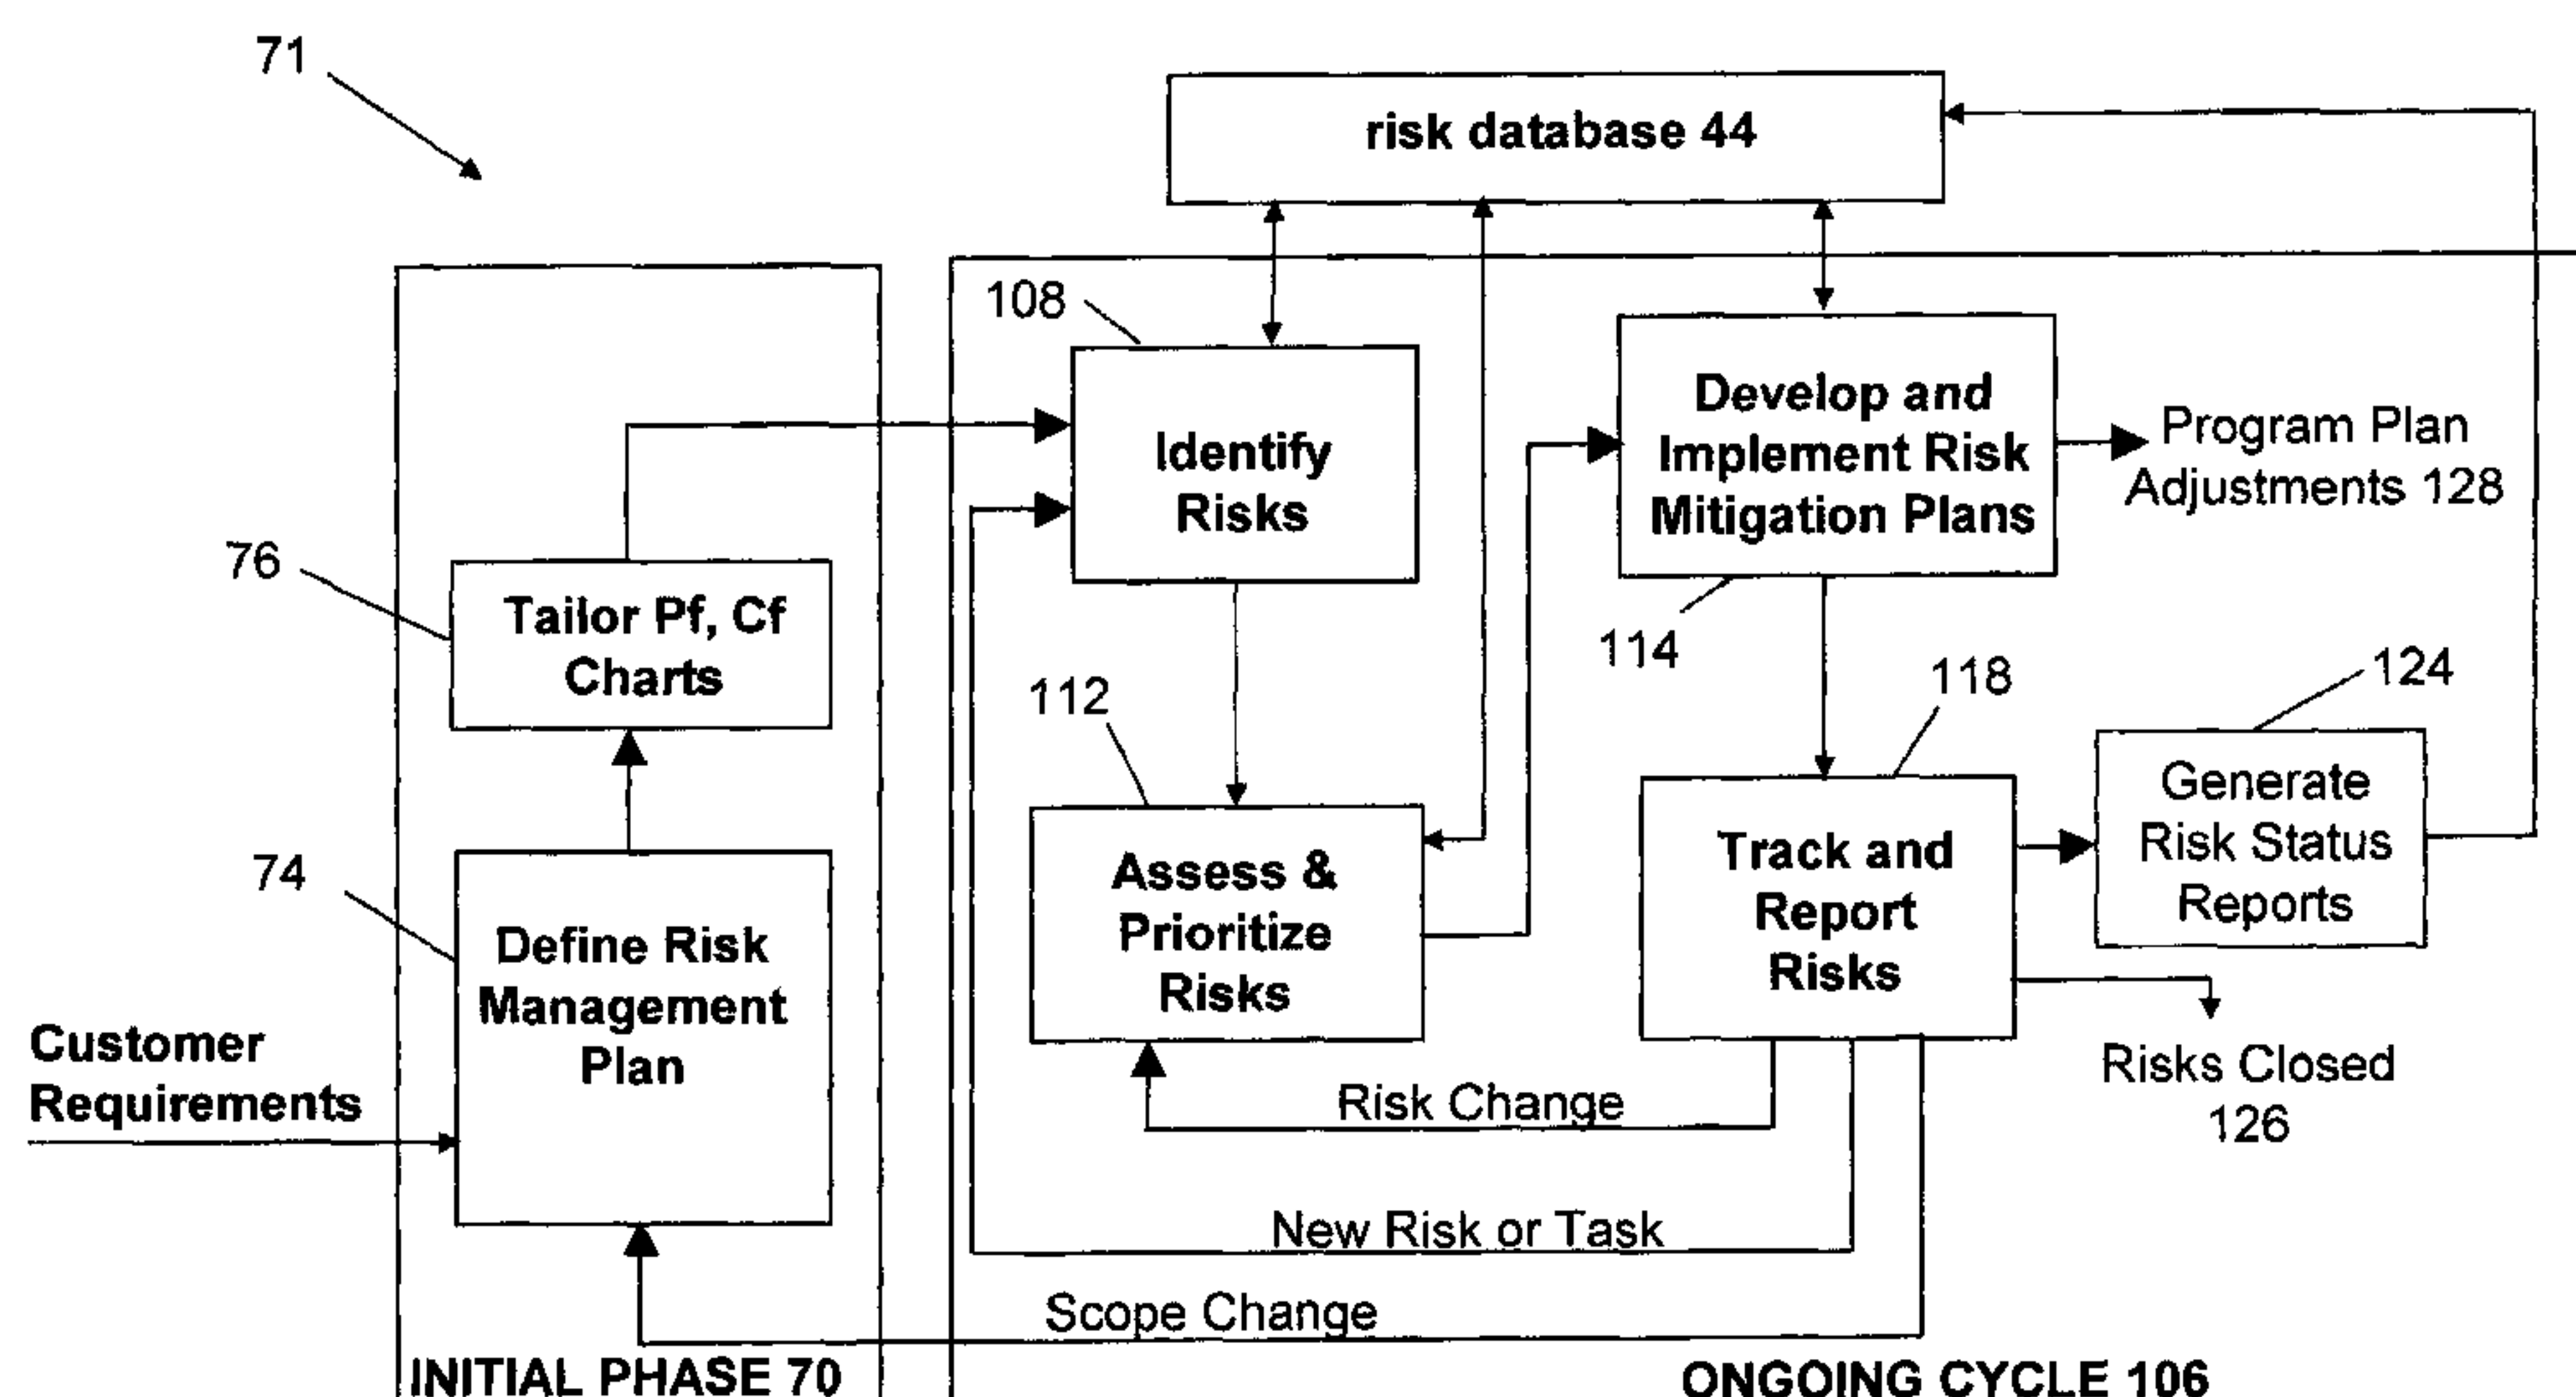 71
risk database 44
108
Identify
Risks
Develop and
Implement Risk
Mitigation Plans
Program Plan
Adjustments 128
76
Tailor Pf, Cf
Charts
114
112
118
124
Generate
Risk Status
Reports
74
Define Risk
Management
Plan
Assess &
Prioritize
Risks
Track and
Report
Risks
Customer
Requirements
Risks Closed
126
Risk Change
New Risk or Task
Scope Change
INITIAL PHASE 70
ONGOING CYCLE 106